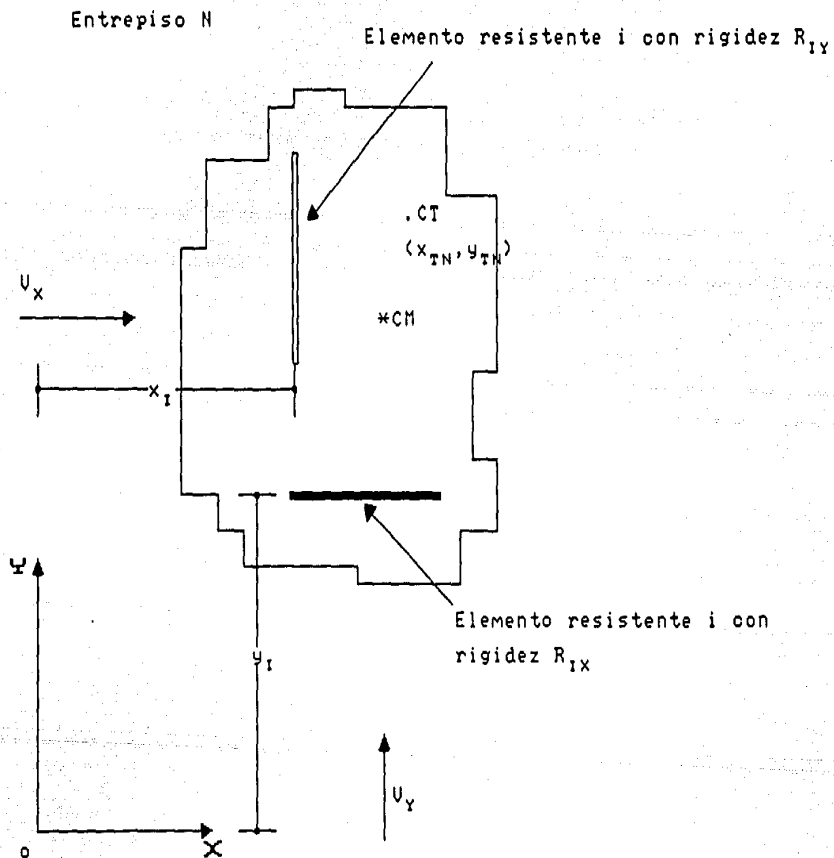 Entrepiso N
Elemento resistente i con rigidez R_IY
.CT
(x_TN, y_TN)
V_X
*CM
x_I
Y
Elemento resistente i con
rigidez R_IX
y_I
V_Y
o
X